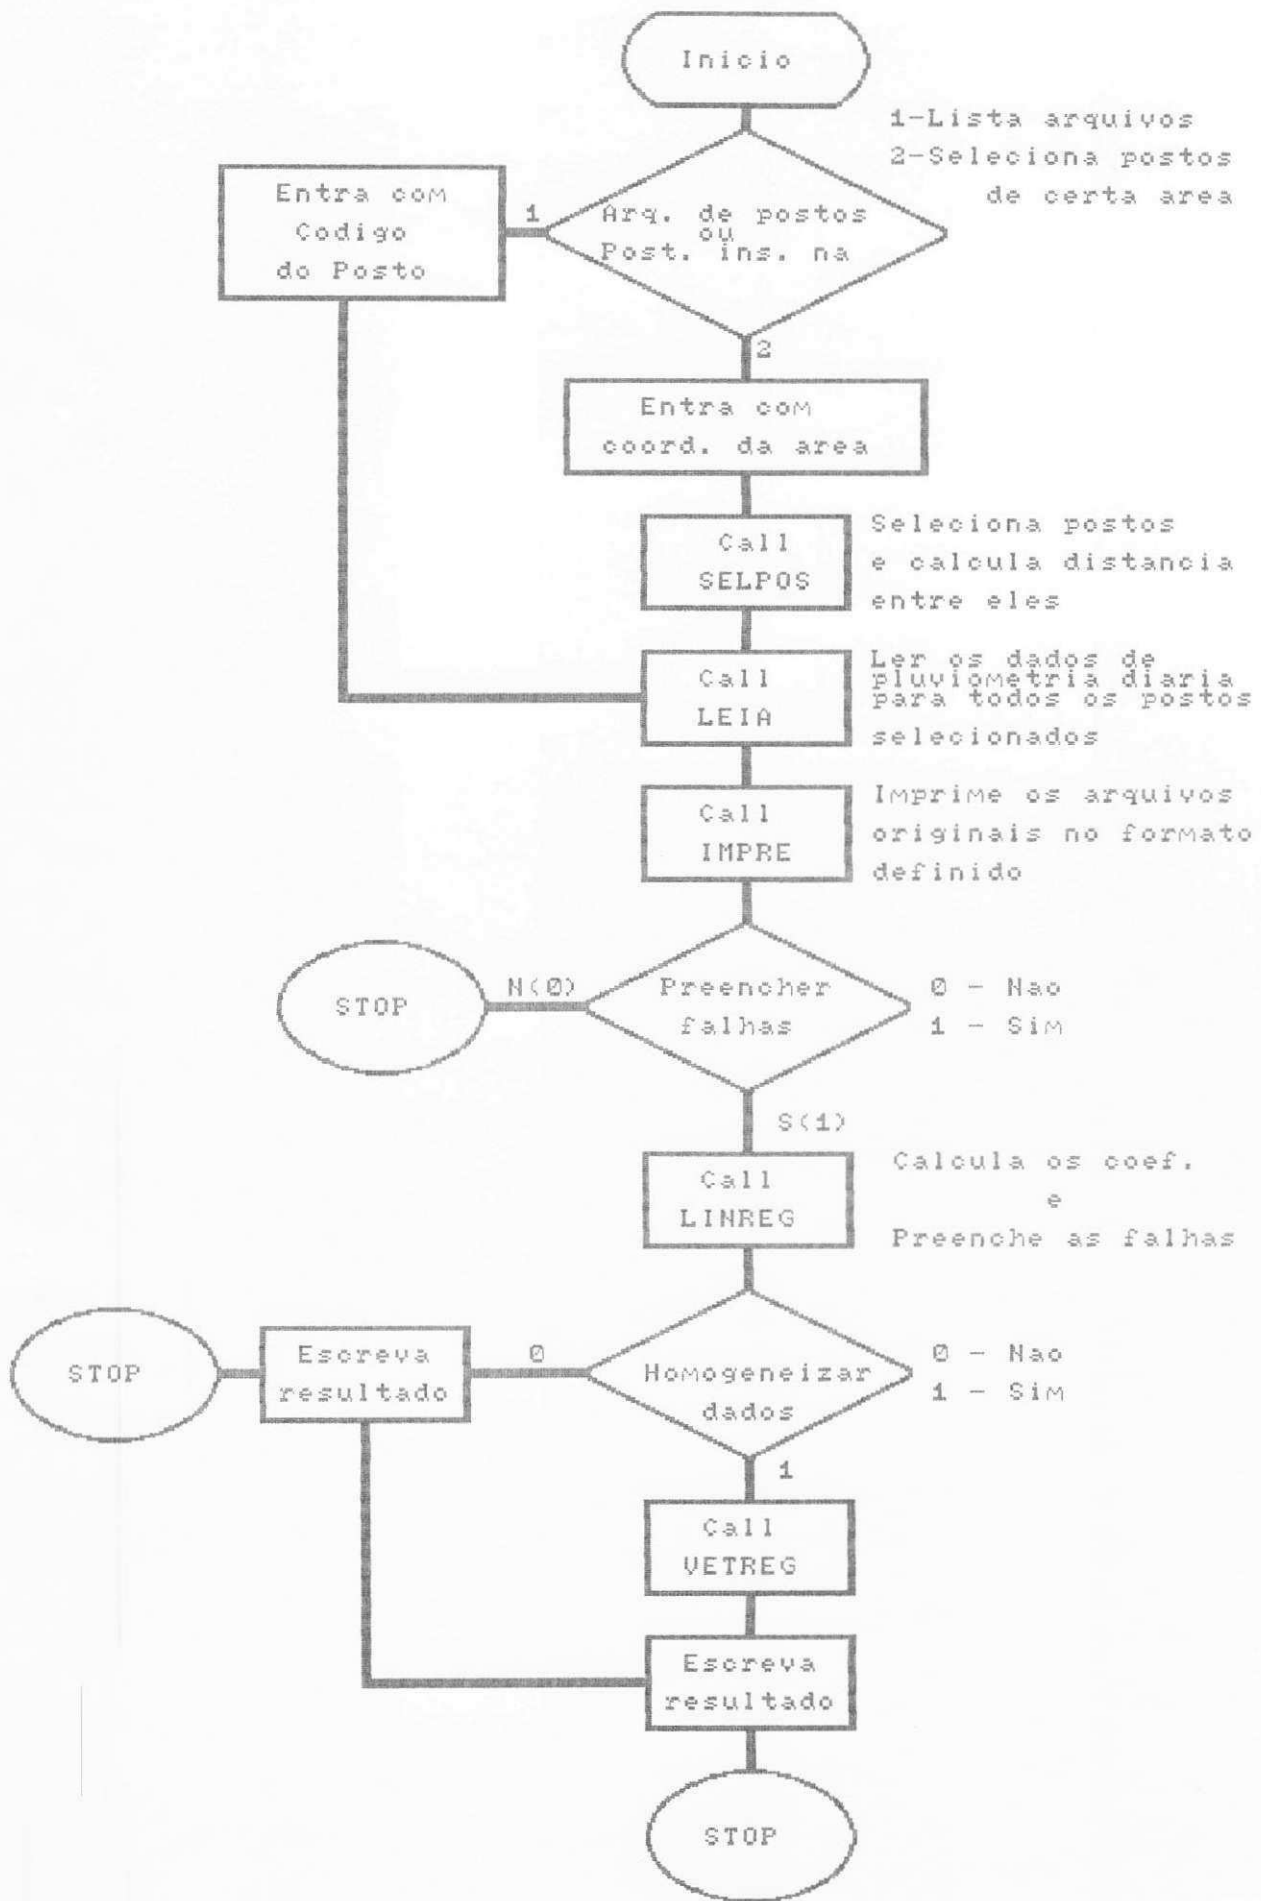 Inicio
1-Lista arquivos
2-Seleciona postos
de certa area
Entra com
Codigo
do Posto
1
Arq. de postos
ou
Post. ins. na
2
Entra com
coord. da area
Call
SELPOS
Seleciona postos
e calcula distancia
entre eles
Call
LEIA
Ler os dados de
pluviometria diaria
para todos os postos
selecionados
Call
IMPRE
Imprime os arquivos
originais no formato
definido
STOP
N(0)
Preencher
falhas
0 - Nao
1 - Sim
S(1)
Call
LINREG
Calcula os coef.
e
Preenche as falhas
STOP
Escreva
resultado
0
Homogeneizar
dados
0 - Nao
1 - Sim
1
Call
VETREG
Escreva
resultado
STOP